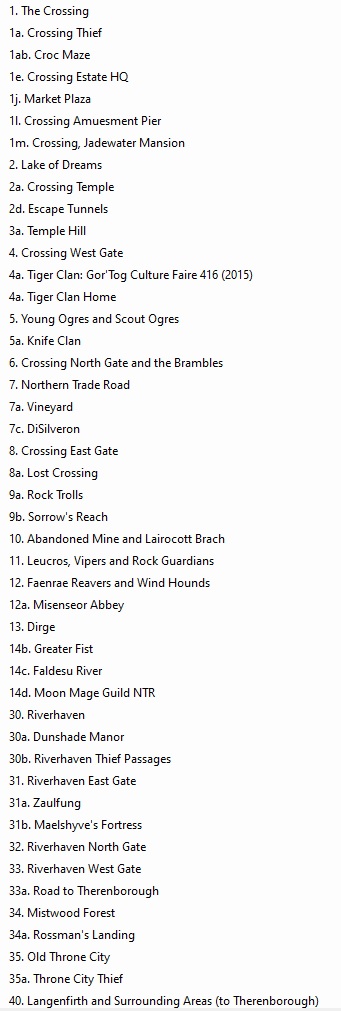 1. The Crossing
1a. Crossing Thief
1ab. Croc Maze
1e. Crossing Estate HQ
1j. Market Plaza
1l. Crossing Amuesment Pier
1m. Crossing, Jadewater Mansion
2. Lake of Dreams
2a. Crossing Temple
2d. Escape Tunnels
3a. Temple Hill
4. Crossing West Gate
4a. Tiger Clan: Gor'Tog Culture Faire 416 (2015)
4a. Tiger Clan Home
5. Young Ogres and Scout Ogres
5a. Knife Clan
6. Crossing North Gate and the Brambles
7. Northern Trade Road
7a. Vineyard
7c. DiSilveron
8. Crossing East Gate
8a. Lost Crossing
9a. Rock Trolls
9b. Sorrow's Reach
10. Abandoned Mine and Lairocott Brach
11. Leucros, Vipers and Rock Guardians
12. Faenrae Reavers and Wind Hounds
12a. Misenseor Abbey
13. Dirge
14b. Greater Fist
14c. Faldesu River
14d. Moon Mage Guild NTR
30. Riverhaven
30a. Dunshade Manor
30b. Riverhaven Thief Passages
31. Riverhaven East Gate
31a. Zaulfung
31b. Maelshyve's Fortress
32. Riverhaven North Gate
33. Riverhaven West Gate
33a. Road to Therenborough
34. Mistwood Forest
34a. Rossman's Landing
35. Old Throne City
35a. Throne City Thief
40. Langenfirth and Surrounding Areas (to Therenborough)